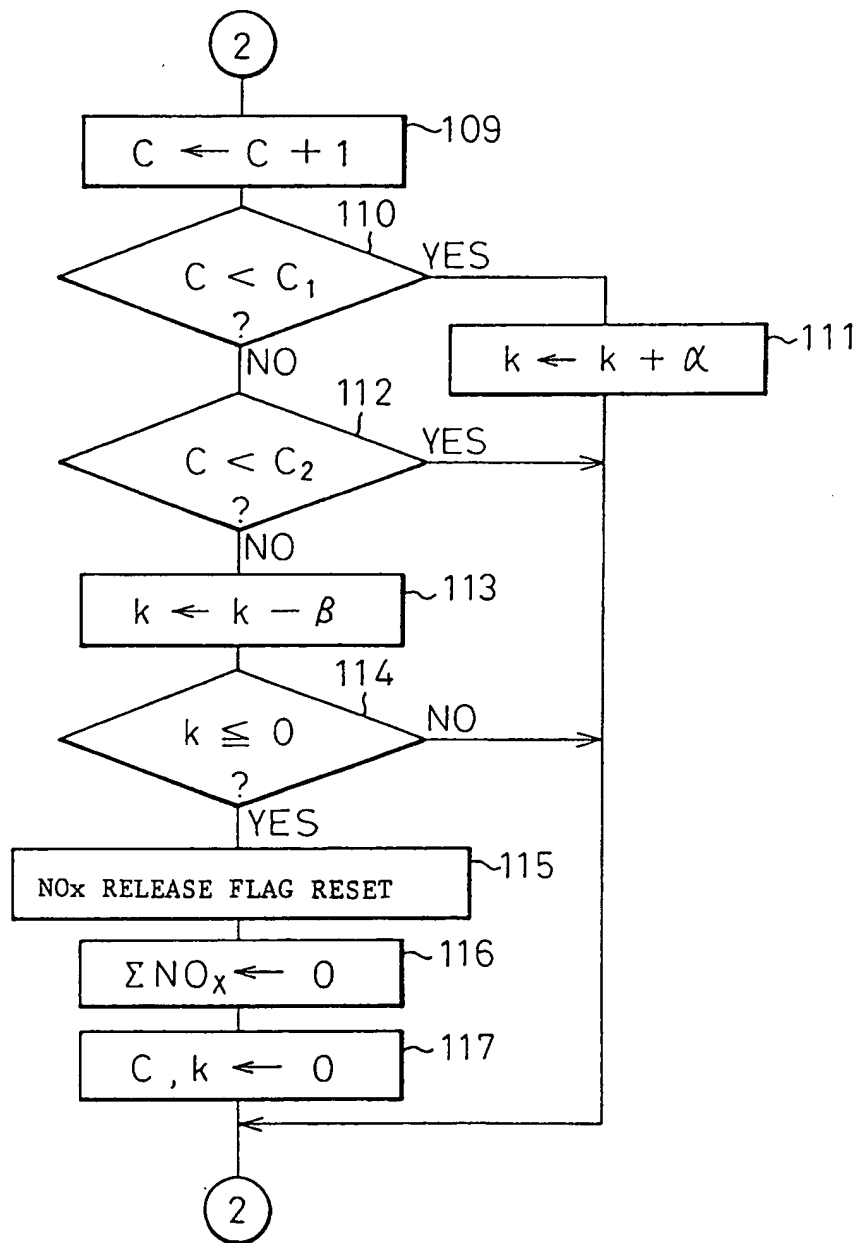 2
C ← C + 1
109
110
C < C₁
?
YES
NO
k ← k + α
111
112
C < C₂
?
YES
NO
k ← k − β
113
114
k ≦ 0
?
NO
YES
NOx RELEASE FLAG RESET
115
ΣNOx ← 0
116
C , k ← 0
117
2